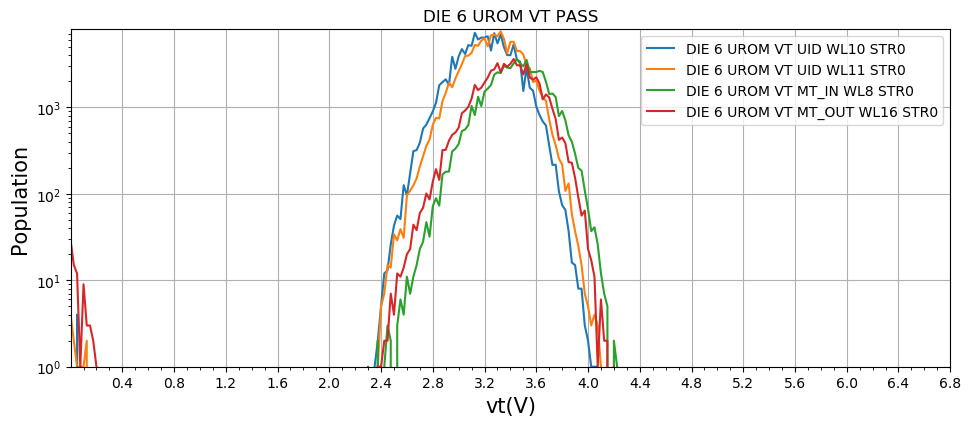 DIE 6 UROM VT PASS
DIE 6 UROM VT UID WL10 STR0
DIE 6 UROM VT UID WL11 STR0
DIE 6 UROM VT MT_IN WL8 STR0
DIE 6 UROM VT MT_OUT WL16 STR0
Population
10³
10²
10¹
10⁰
0.4 0.8 1.2 1.6 2.0 2.4 2.8 3.2 3.6 4.0 4.4 4.8 5.2 5.6 6.0 6.4 6.8
vt(V)